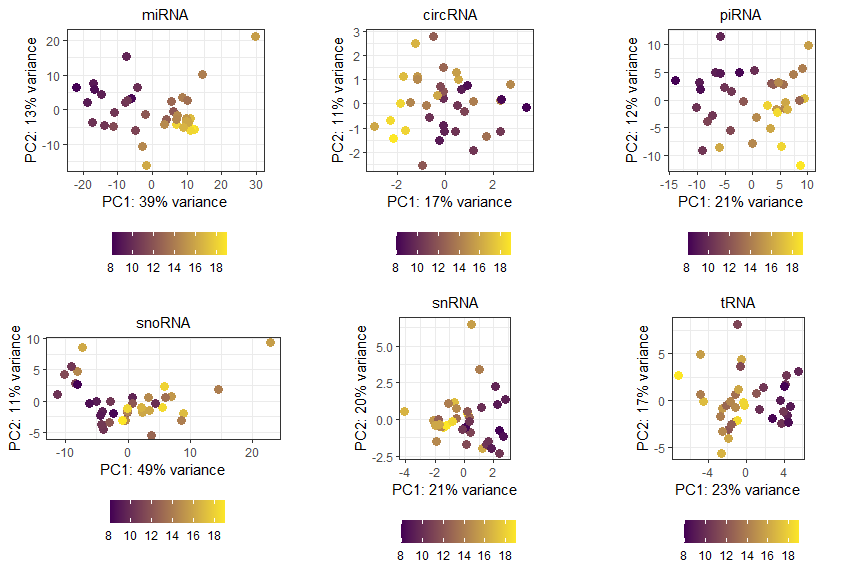 miRNA
PC2: 13% variance
20
10
0
-10
-20 -10 0 10 20 30
PC1: 39% variance
8 10 12 14 16 18
circRNA
PC2: 11% variance
3
2
1
0
-1
-2
-2 0 2
PC1: 17% variance
8 10 12 14 16 18
piRNA
PC2: 12% variance
10
5
0
-5
-10
-15 -10 -5 0 5 10
PC1: 21% variance
8 10 12 14 16 18
snoRNA
PC2: 11% variance
10
5
0
-5
-10 0 10 20
PC1: 49% variance
8 10 12 14 16 18
snRNA
PC2: 20% variance
5.0
2.5
0.0
-2.5
-4 -2 0 2
PC1: 21% variance
8 10 12 14 16 18
tRNA
PC2: 17% variance
5
0
-5
-4 0 4
PC1: 23% variance
8 10 12 14 16 18